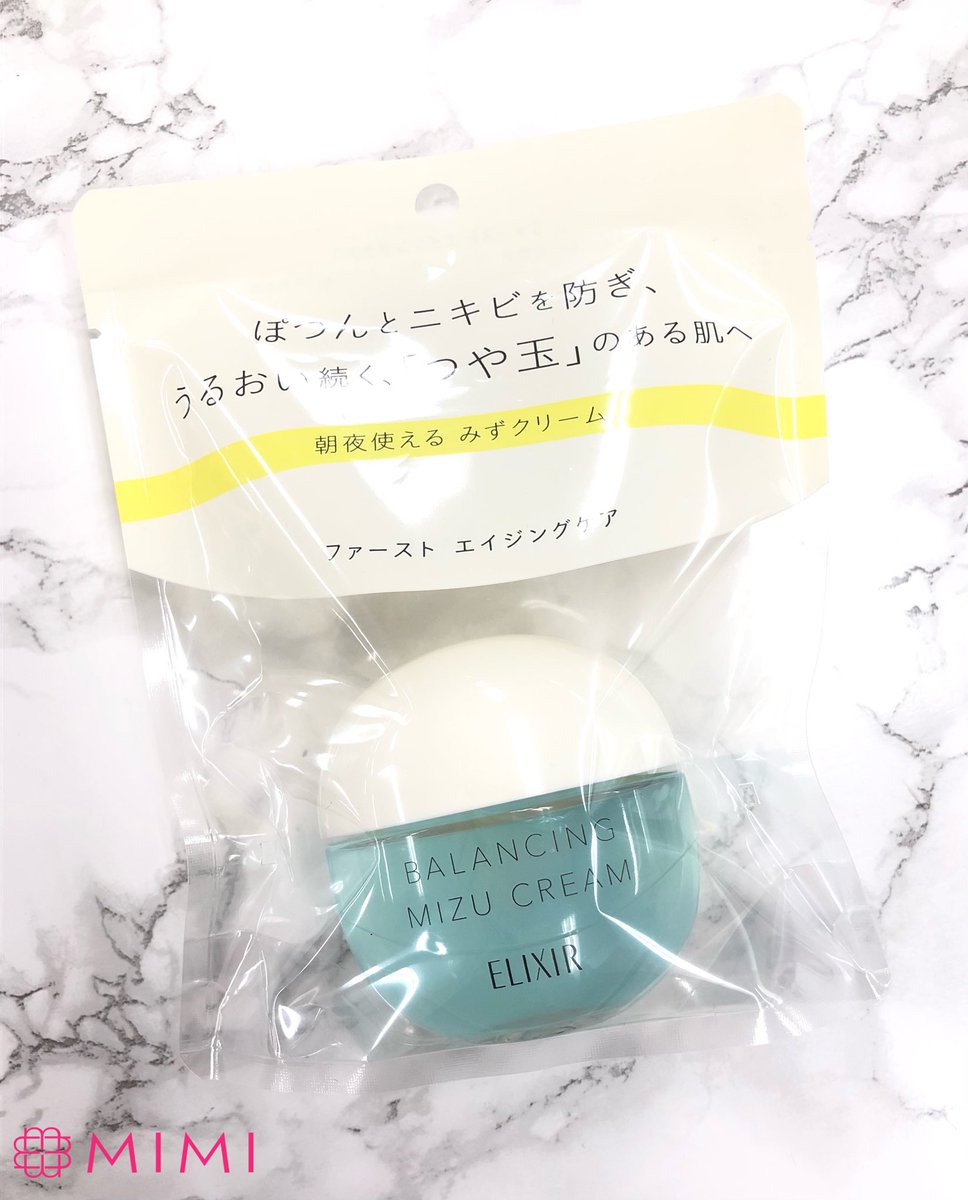 ぽつんとニキビを防ぎ、
うるおい続く、「つや玉」のある肌へ
朝夜使える みずクリーム
ファースト エイジングケア
BALANCING
MIZU CREAM
ELIXIR
MIMI